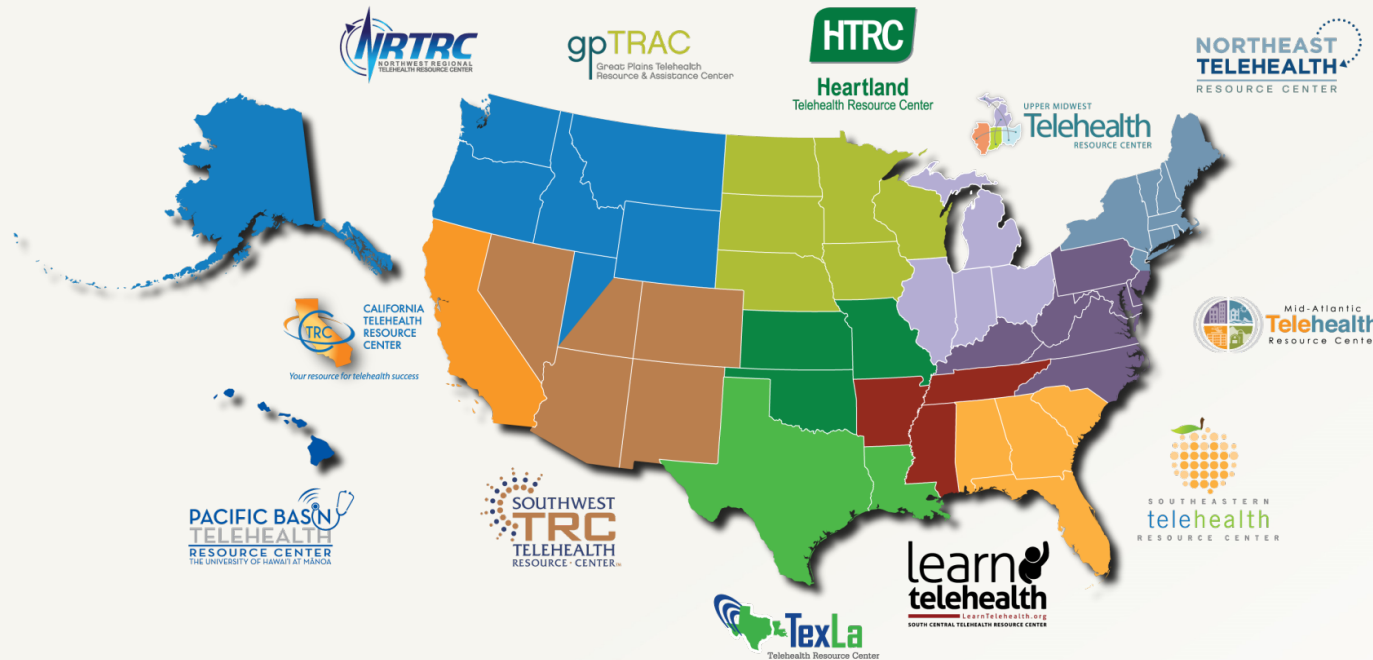 NRTRC
NORTHWEST REGIONAL
TELEHEALTH RESOURCE CENTER
gpTRAC
Great Plains Telehealth
Resource & Assistance Center
HTRC
Heartland
Telehealth Resource Center
NORTHEAST
TELEHEALTH
RESOURCE CENTER
UPPER MIDWEST
Telehealth
RESOURCE CENTER
TRC
CALIFORNIA
TELEHEALTH
RESOURCE
CENTER
Your resource for telehealth success
Mid-Atlantic
Telehealth
Resource Cente
PACIFIC BASIN
TELEHEALTH
RESOURCE CENTER
THE UNIVERSITY OF HAWAI'I AT MĀNOA
SOUTHWEST
TRC
TELEHEALTH
RESOURCE · CENTER
SOUTHEASTERN
telehealth
RESOURCE CENTER
learn
telehealth
LearnTelehealth.org
SOUTH CENTRAL TELEHEALTH RESOURCE CENTER
TexLa
Telehealth Resource Center